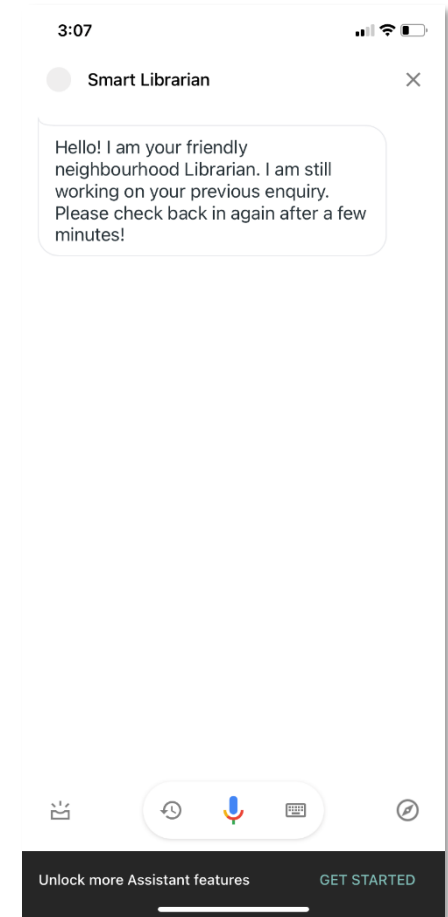 3:07
Smart Librarian
Hello! I am your friendly
neighbourhood Librarian. I am still
working on your previous enquiry.
Please check back in again after a few
minutes!
Unlock more Assistant features GET STARTED